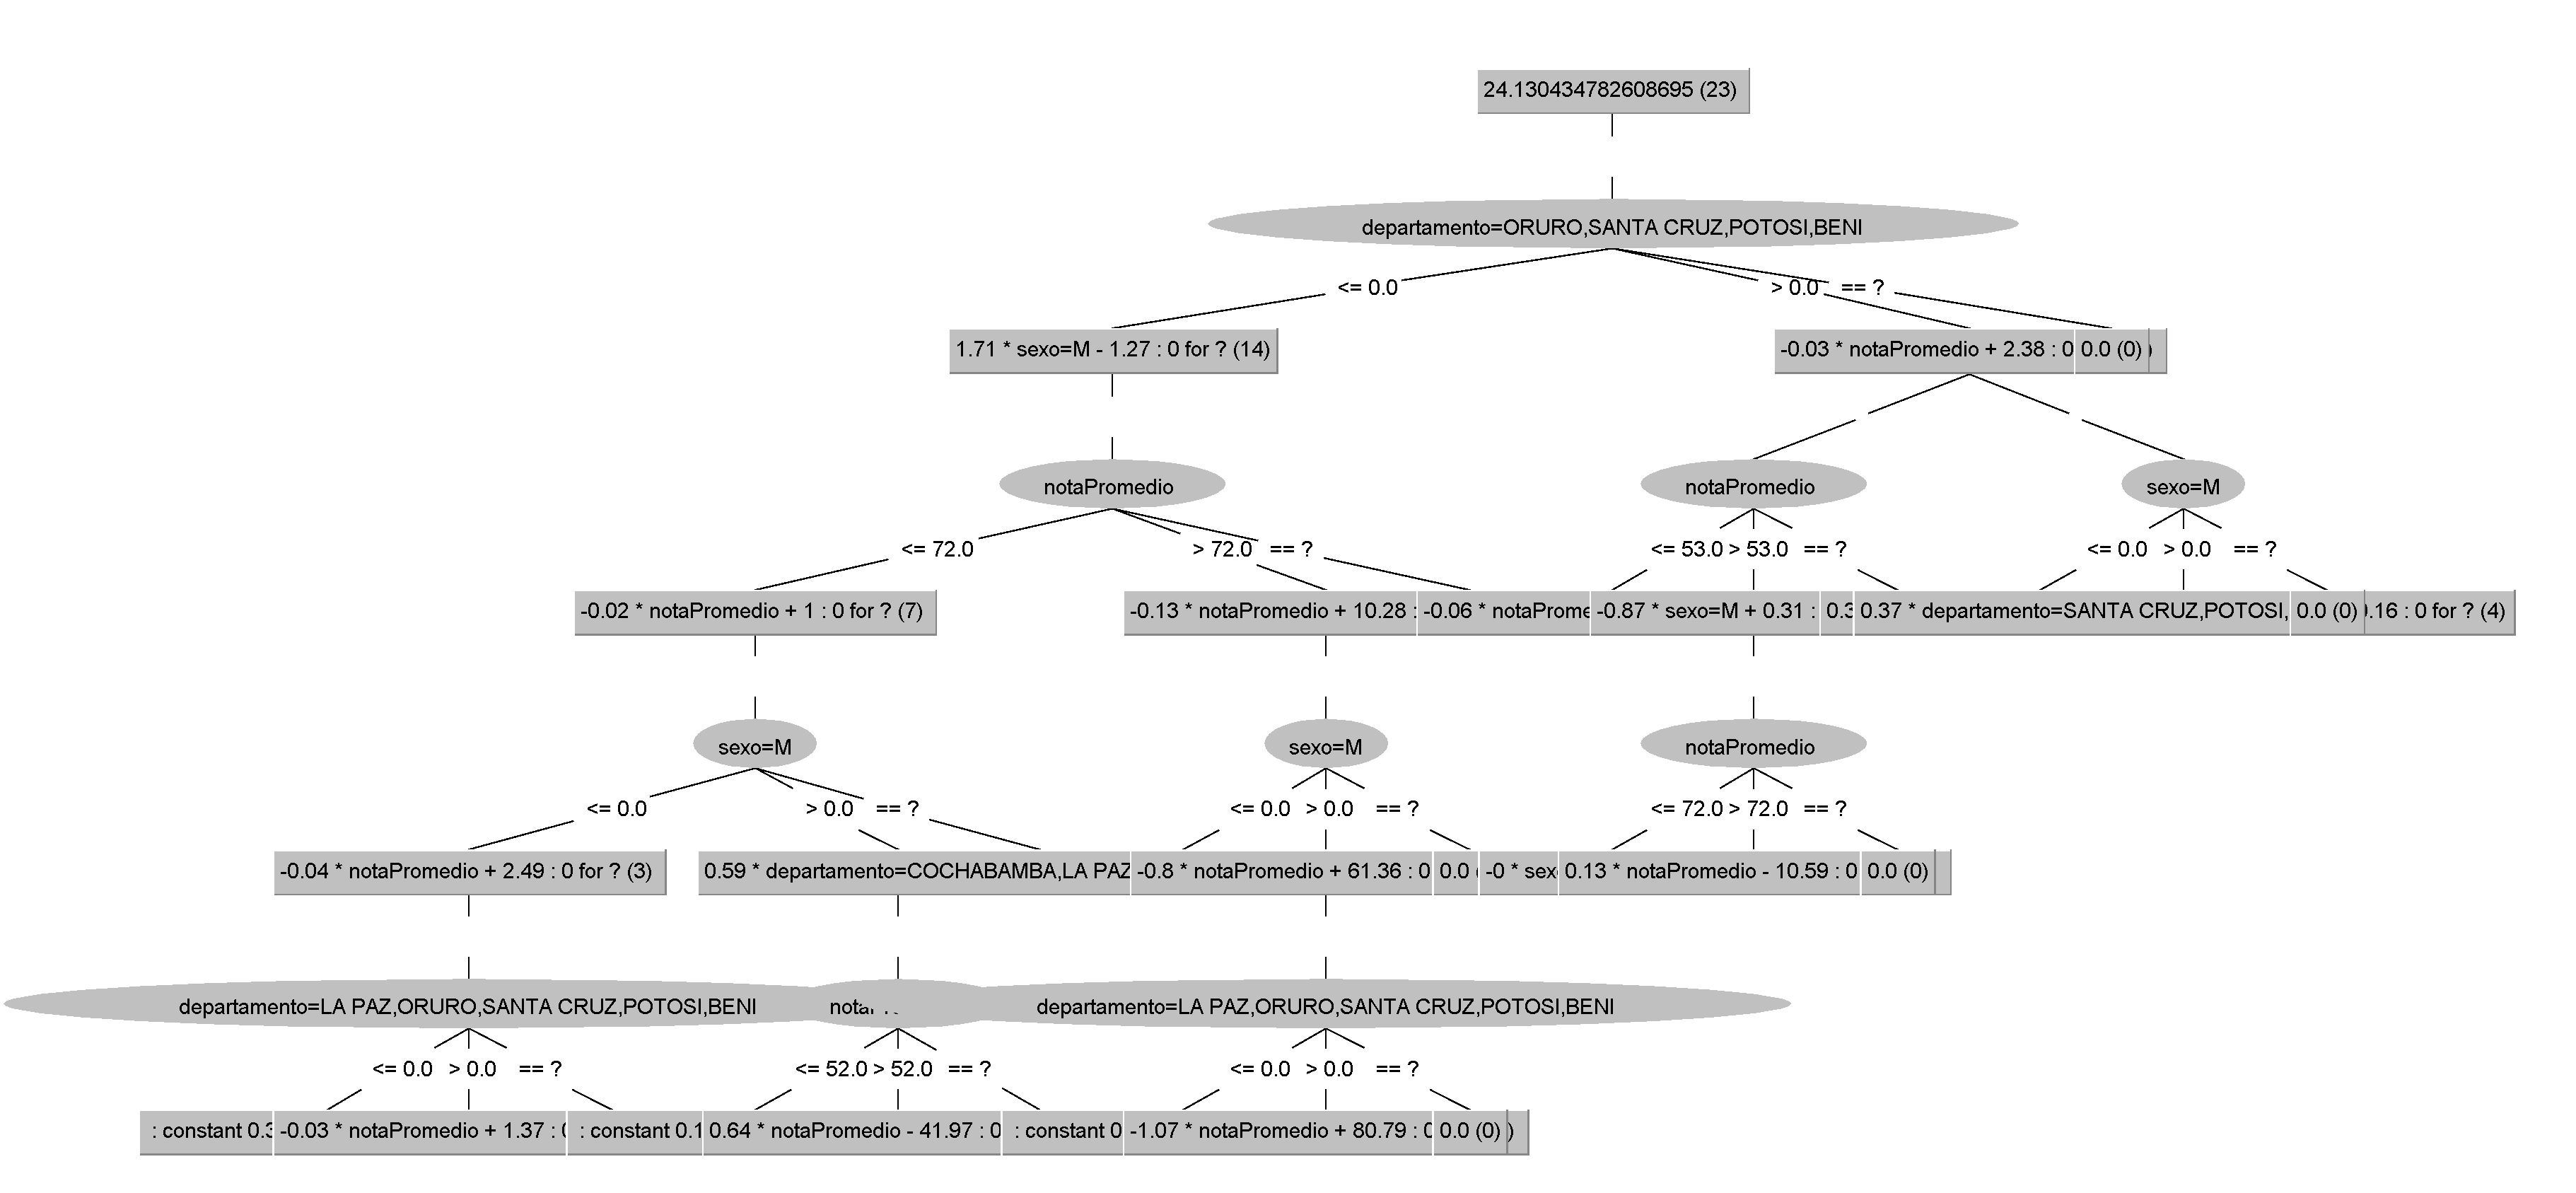 24.130434782608695 (23)
departamento=ORURO,SANTA CRUZ,POTOSI,BENI
<= 0.0
> 0.0
== ?
1.71 * sexo=M - 1.27 : 0 for ? (14)
-0.03 * notaPromedio + 2.38 : 0
0.0 (0)
)
notaPromedio
notaPromedio
sexo=M
<= 72.0
> 72.0
== ?
<= 53.0
> 53.0
== ?
<= 0.0
> 0.0
== ?
-0.02 * notaPromedio + 1 : 0 for ? (7)
-0.13 * notaPromedio + 10.28 :
-0.06 * notaProme
-0.87 * sexo=M + 0.31 :
0.3
0.37 * departamento=SANTA CRUZ,POTOSI,
0.0 (0)
.16 : 0 for ? (4)
sexo=M
sexo=M
notaPromedio
<= 0.0
> 0.0
== ?
<= 0.0
> 0.0
== ?
<= 72.0
> 72.0
== ?
-0.04 * notaPromedio + 2.49 : 0 for ? (3)
0.59 * departamento=COCHABAMBA,LA PAZ
-0.8 * notaPromedio + 61.36 : 0
0.0
-0 * sex
0.13 * notaPromedio - 10.59 : 0
0.0 (0)
departamento=LA PAZ,ORURO,SANTA CRUZ,POTOSI,BENI
departamento=LA PAZ,ORURO,SANTA CRUZ,POTOSI,BENI
<= 0.0
> 0.0
== ?
<= 52.0
> 52.0
== ?
<= 0.0
> 0.0
== ?
: constant 0.3
-0.03 * notaPromedio + 1.37 :
: constant 0.1
0.64 * notaPromedio - 41.97 : 0
: constant 0
-1.07 * notaPromedio + 80.79 :
0.0 (0)
)